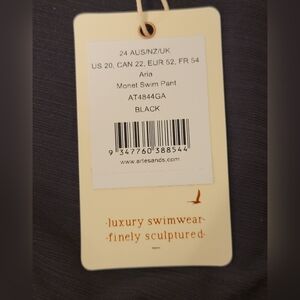 24 AUS/NZ/UK
US 20, CAN 22, EUR 52, FR 54
Aria
Monet Swim Pant
AT4844GA
BLACK
9 347760 388544
www.artesands.com
·luxury swimwear·
·finely sculptured·